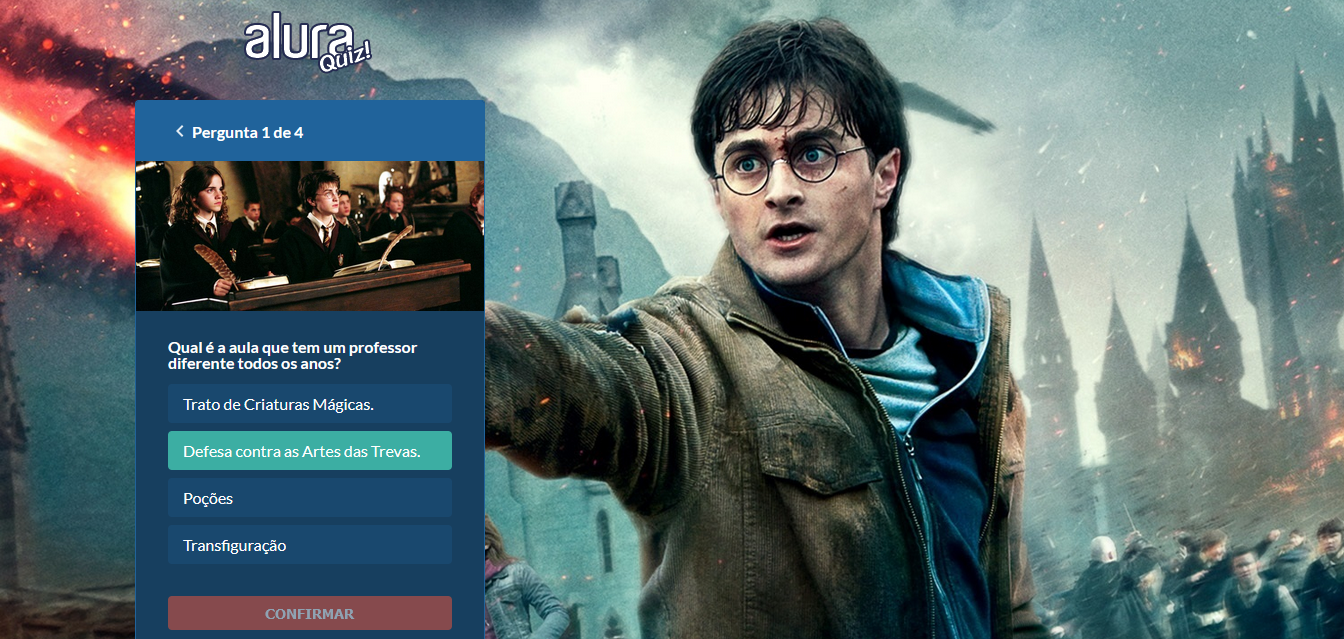 alura
Quiz!
Pergunta 1 de 4
Qual é a aula que tem um professor
diferente todos os anos?
Trato de Criaturas Mágicas.
Defesa contra as Artes das Trevas.
Poções
Transfiguração
CONFIRMAR